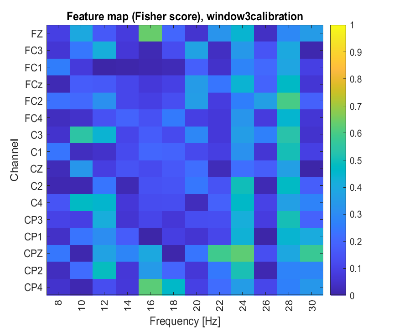 Feature map (Fisher score), window3calibration
FZ
FC3
FC1
FCz
FC2
FC4
C3
C1
CZ
C2
C4
CP3
CP1
CPZ
CP2
CP4
Channel
8 10 12 14 16 18 20 22 24 26 28 30
Frequency [Hz]
1
0.9
0.8
0.7
0.6
0.5
0.4
0.3
0.2
0.1
0